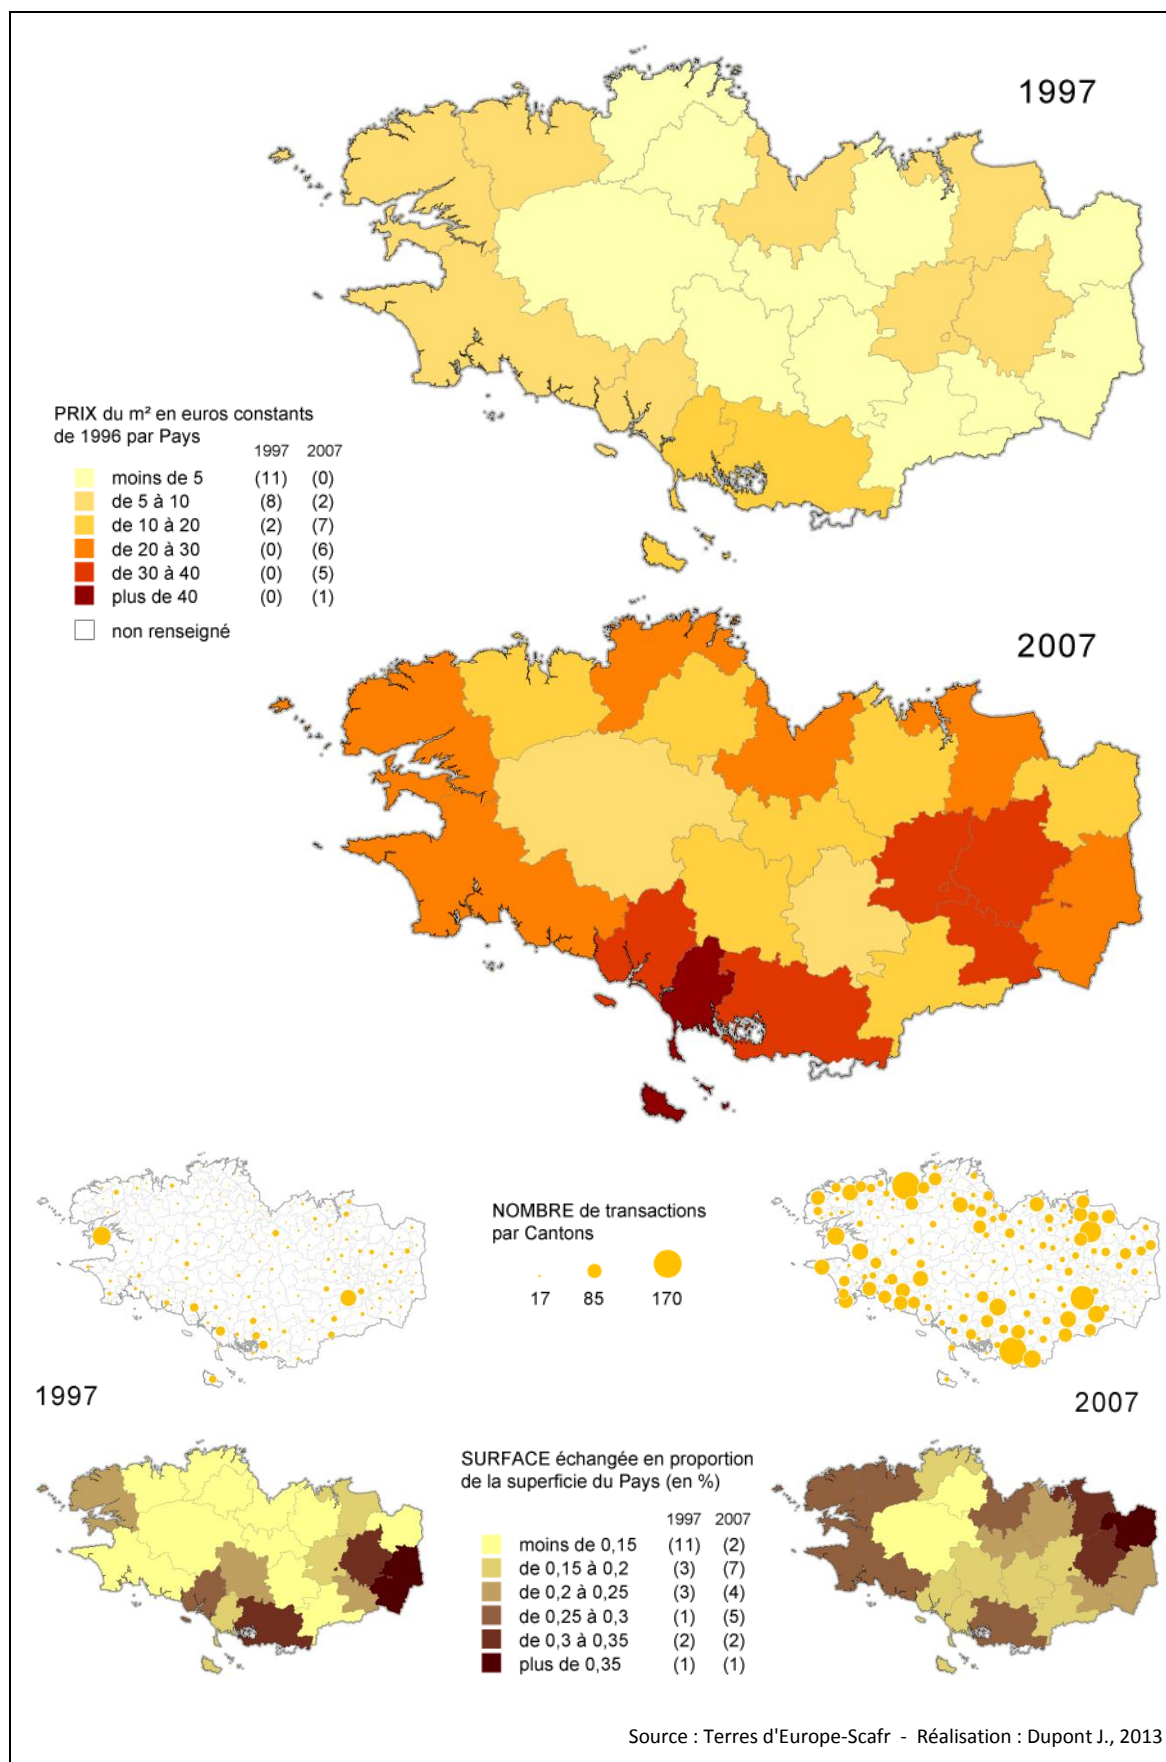 1997
PRIX du m² en euros constants
de 1996 par Pays
1997 2007
moins de 5 (11) (0)
de 5 à 10 (8) (2)
de 10 à 20 (2) (7)
de 20 à 30 (0) (6)
de 30 à 40 (0) (5)
plus de 40 (0) (1)
non renseigné
2007
NOMBRE de transactions
par Cantons
17 85 170
1997
2007
SURFACE échangée en proportion
de la superficie du Pays (en %)
1997 2007
moins de 0,15 (11) (2)
de 0,15 à 0,2 (3) (7)
de 0,2 à 0,25 (3) (4)
de 0,25 à 0,3 (1) (5)
de 0,3 à 0,35 (2) (2)
plus de 0,35 (1) (1)
Source : Terres d'Europe-Scafr - Réalisation : Dupont J., 2013